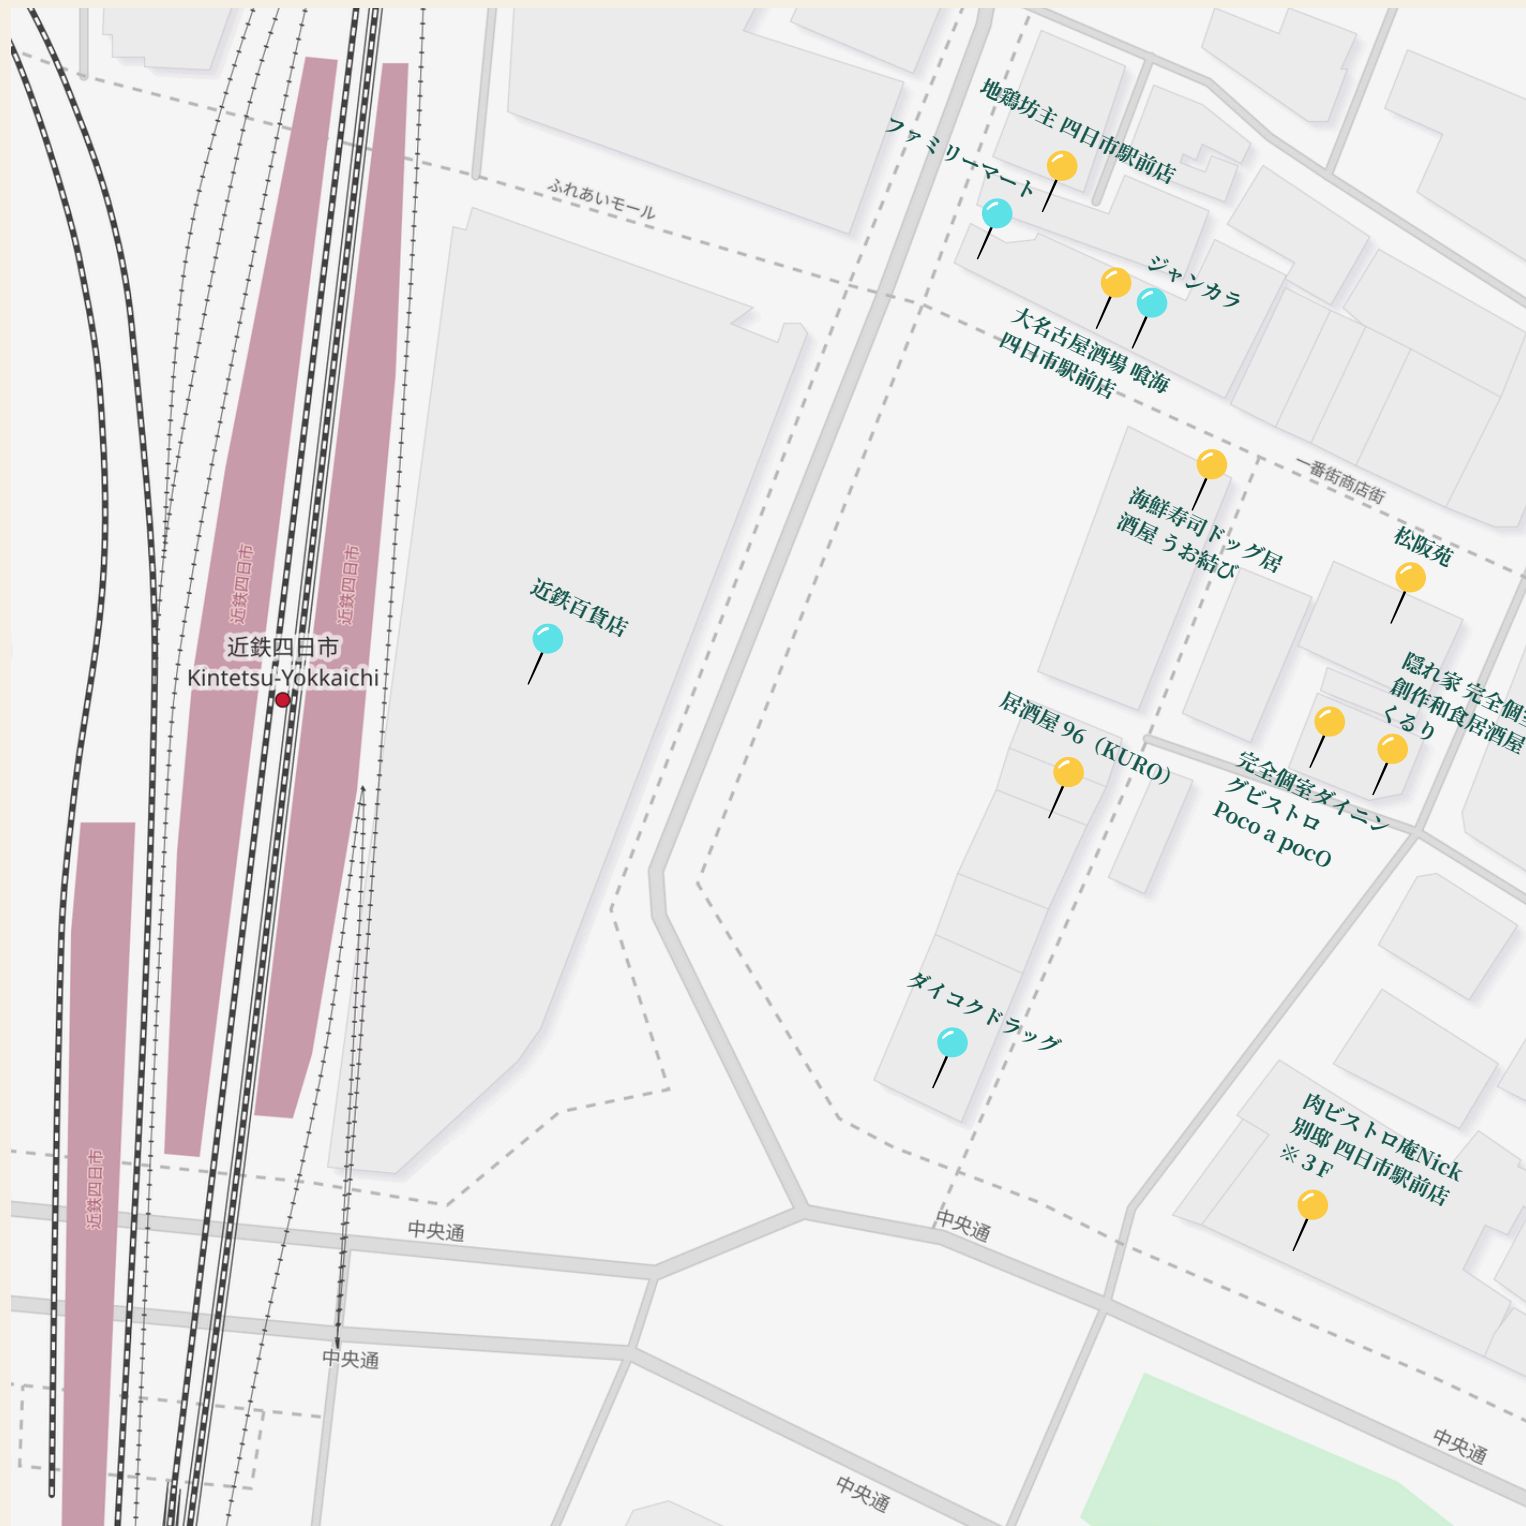 地鶏坊主 四日市駅前店
ファミリーマート
ふれあいモール
ジャンカラ
大名古屋酒場 喰海
四日市駅前店
一番街商店街
海鮮寿司ドッグ居
酒屋 うお結び
松阪苑
近鉄四日市
近鉄四日市
近鉄百貨店
近鉄四日市
Kintetsu-Yokkaichi
隠れ家 完全個室
創作和食居酒屋
くるり
居酒屋 96（KURO）
完全個室ダイニン
グビストロ
Poco a pocO
ダイコクドラッグ
肉ビストロ庵Nick
別邸 四日市駅前店
※３F
近鉄四日市
中央通
中央通
中央通
中央通
中央通